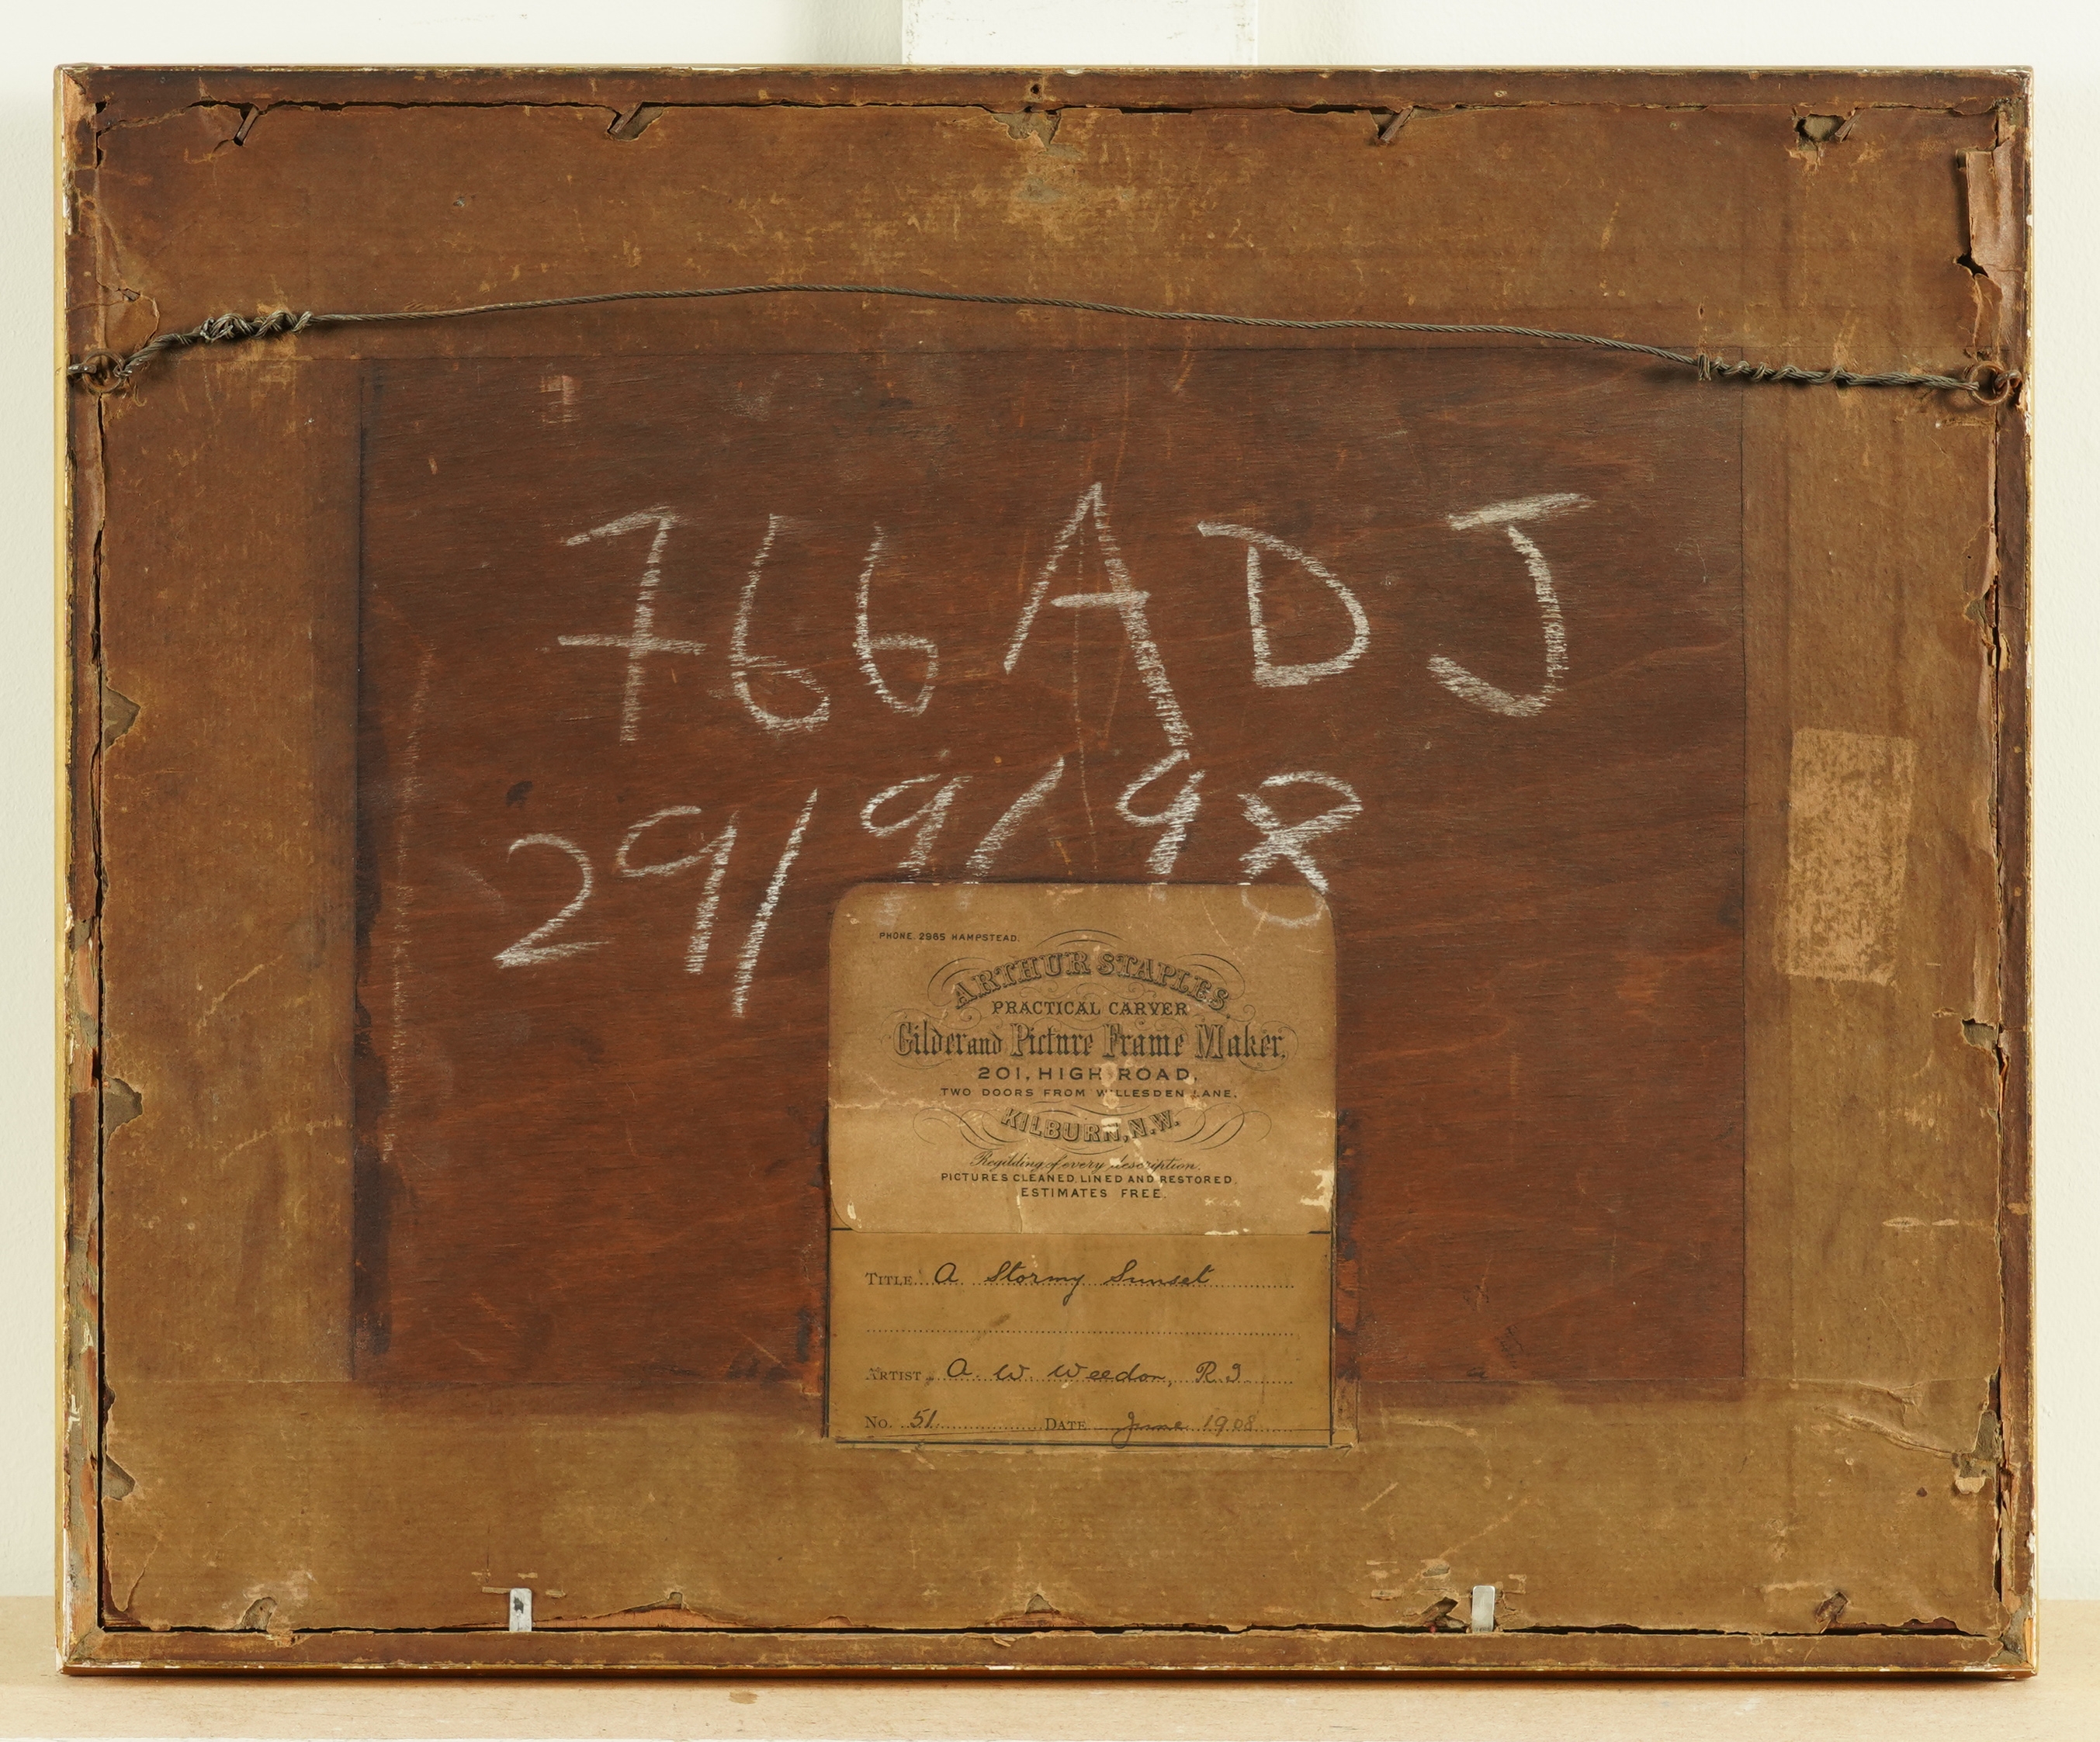 766 A D J
29/9/98
PHONE. 2965 HAMPSTEAD.
ARTHUR STAPLES,
PRACTICAL CARVER
Gilder and Picture Frame Maker.
201, HIGH ROAD,
TWO DOORS FROM WILLESDEN LANE,
KILBURN, N.W.
Regilding of every description.
PICTURES CLEANED, LINED AND RESTORED.
ESTIMATES FREE.
TITLE A Stormy Sunset
ARTIST A. W. Weedon, R.I
No. 51 DATE June 1908